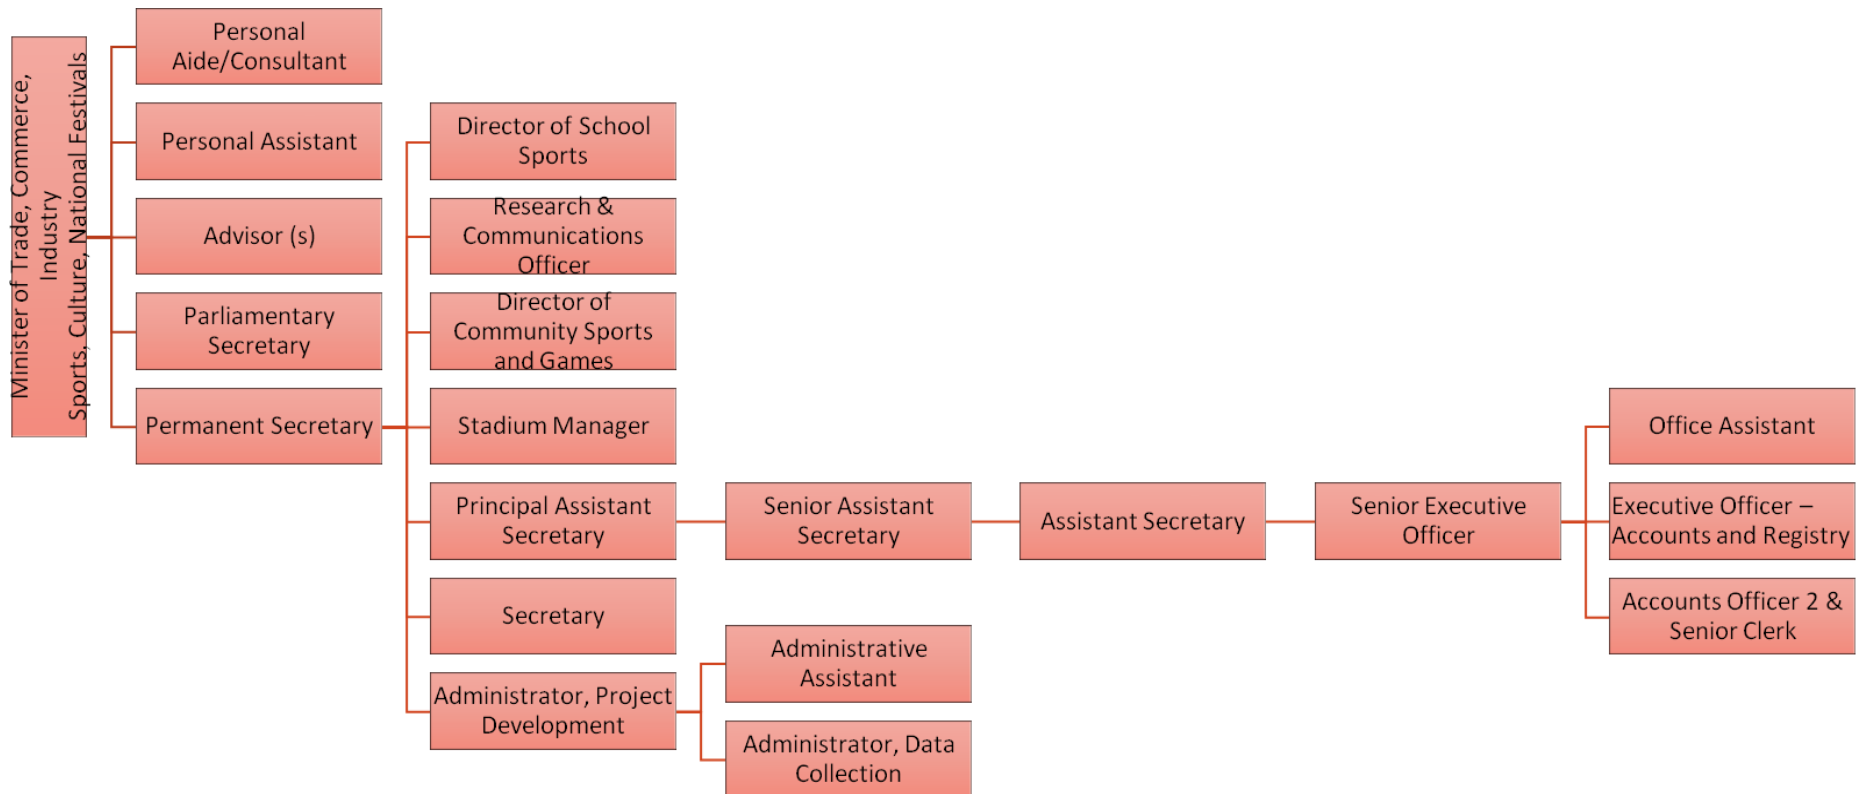 Minister of Trade, Commerce,
Industry
Sports, Culture, National Festivals
Personal
Aide/Consultant
Personal Assistant
Advisor (s)
Parliamentary
Secretary
Permanent Secretary
Director of School
Sports
Research &
Communications
Officer
Director of
Community Sports
and Games
Stadium Manager
Principal Assistant
Secretary
Secretary
Administrator, Project
Development
Senior Assistant
Secretary
Administrative
Assistant
Administrator, Data
Collection
Assistant Secretary
Senior Executive
Officer
Office Assistant
Executive Officer –
Accounts and Registry
Accounts Officer 2 &
Senior Clerk